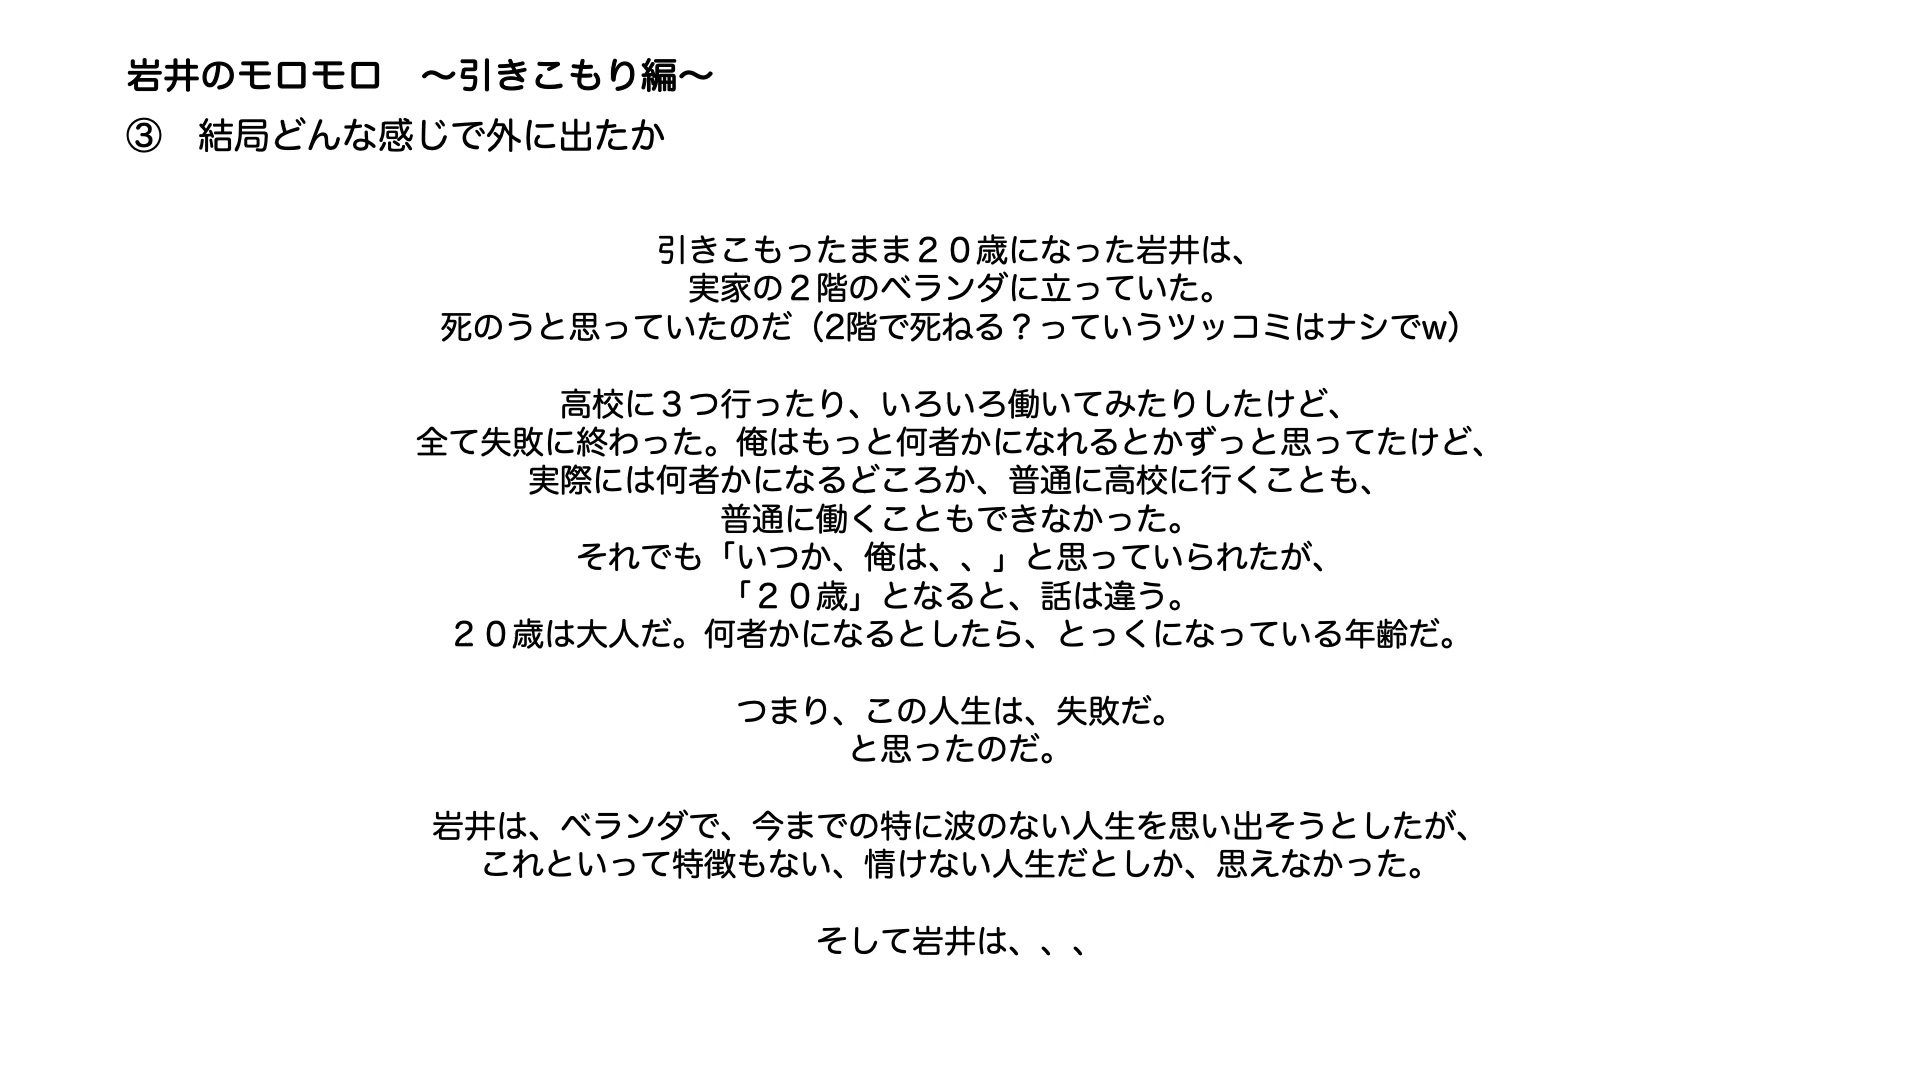 岩井のモロモロ　〜引きこもり編〜
③　結局どんな感じで外に出たか
引きこもったまま２０歳になった岩井は、
実家の２階のベランダに立っていた。
死のうと思っていたのだ（2階で死ねる？っていうツッコミはナシでw）
高校に３つ行ったり、いろいろ働いてみたりしたけど、
全て失敗に終わった。俺はもっと何者かになれるとかずっと思ってたけど、
実際には何者かになるどころか、普通に高校に行くことも、
普通に働くこともできなかった。
それでも「いつか、俺は、、」と思っていられたが、
「２０歳」となると、話は違う。
２０歳は大人だ。何者かになるとしたら、とっくになっている年齢だ。
つまり、この人生は、失敗だ。
と思ったのだ。
岩井は、ベランダで、今までの特に波のない人生を思い出そうとしたが、
これといって特徴もない、情けない人生だとしか、思えなかった。
そして岩井は、、、